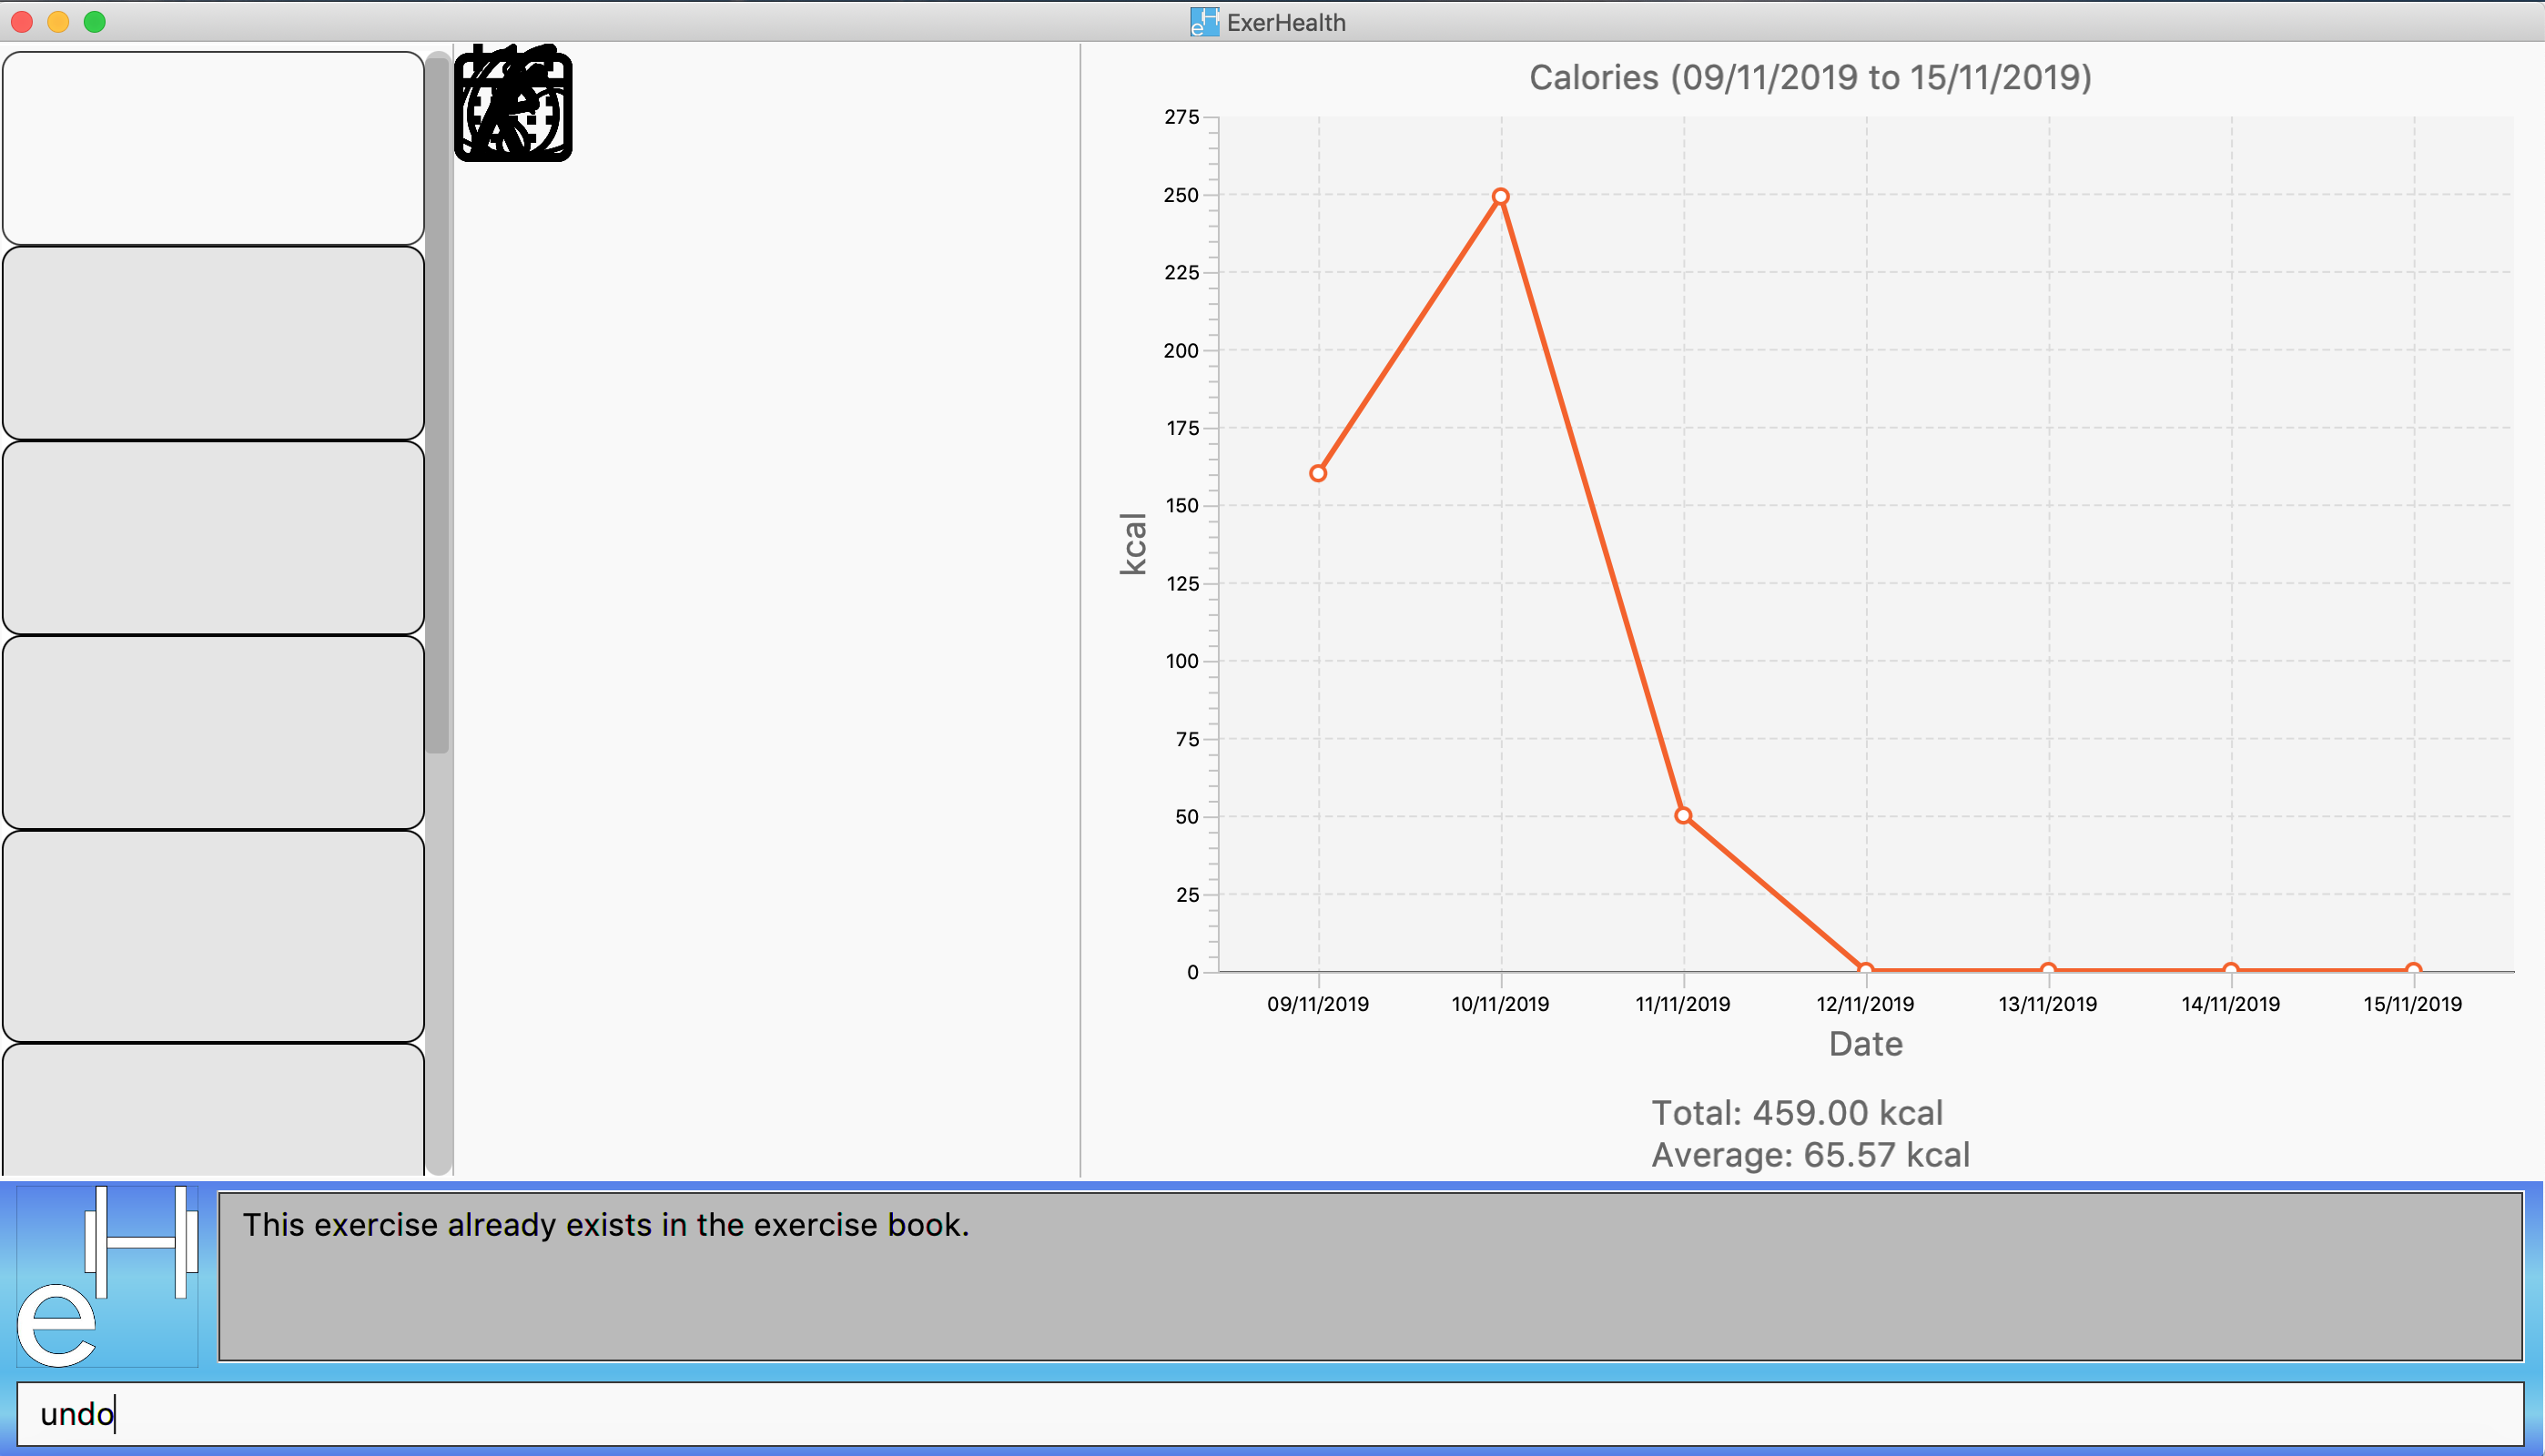 eH ExerHealth
Calories (09/11/2019 to 15/11/2019)
275
250
225
200
175
150
125
100
75
50
25
0
kcal
09/11/2019 10/11/2019 11/11/2019 12/11/2019 13/11/2019 14/11/2019 15/11/2019
Date
Total: 459.00 kcal
Average: 65.57 kcal
eH
This exercise already exists in the exercise book.
undo